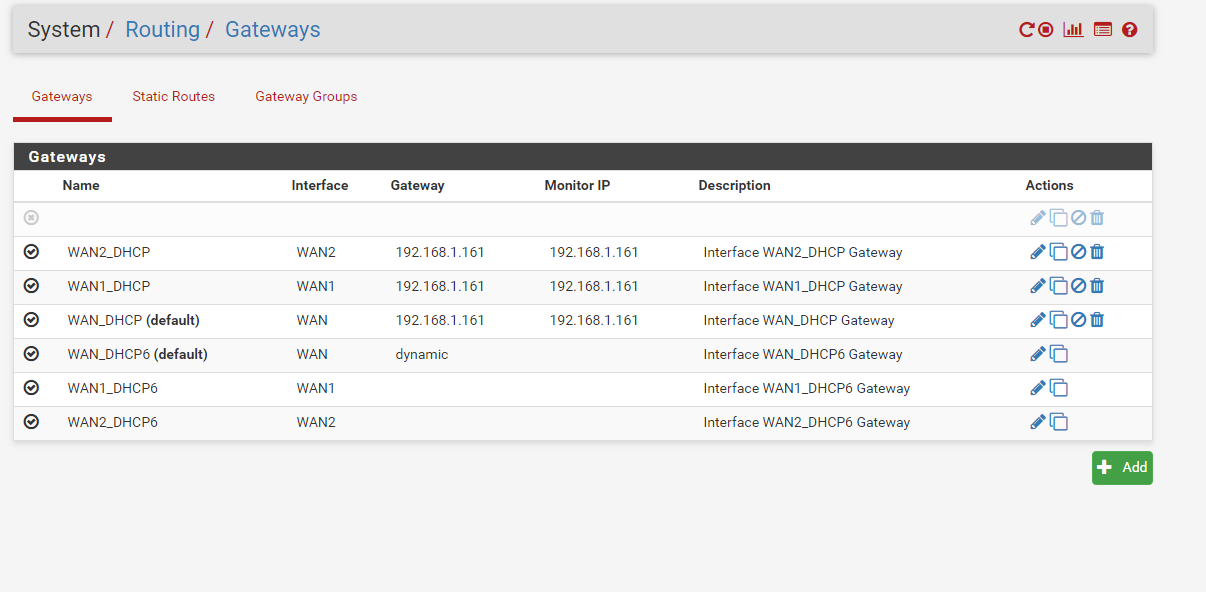 System / Routing / Gateways
Gateways Static Routes Gateway Groups
Gateways
Name Interface Gateway Monitor IP Description Actions
WAN2_DHCP WAN2 192.168.1.161 192.168.1.161 Interface WAN2_DHCP Gateway
WAN1_DHCP WAN1 192.168.1.161 192.168.1.161 Interface WAN1_DHCP Gateway
WAN_DHCP (default) WAN 192.168.1.161 192.168.1.161 Interface WAN_DHCP Gateway
WAN_DHCP6 (default) WAN dynamic Interface WAN_DHCP6 Gateway
WAN1_DHCP6 WAN1 Interface WAN1_DHCP6 Gateway
WAN2_DHCP6 WAN2 Interface WAN2_DHCP6 Gateway
Add